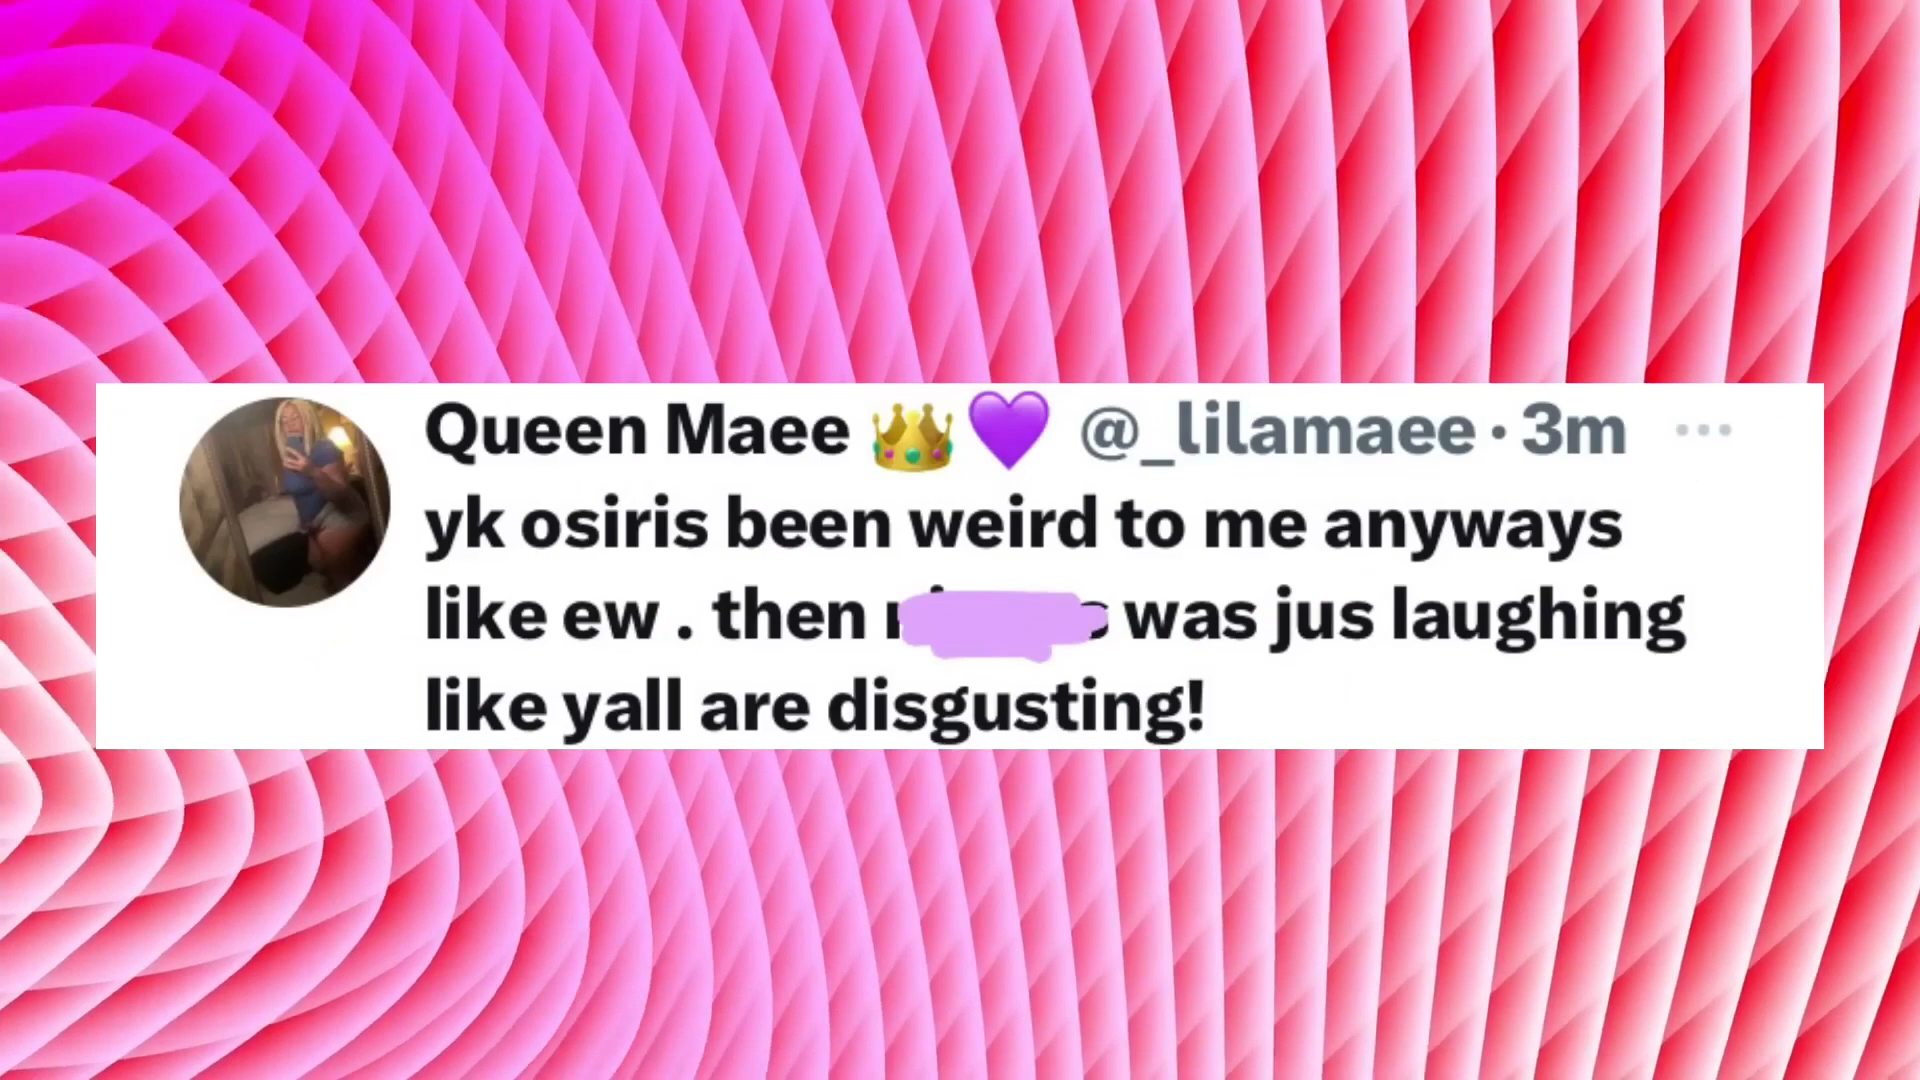 Queen Maee 👑💜 @_lilamaee · 3m ...
yk osiris been weird to me anyways
like ew . then was jus laughing
like yall are disgusting!